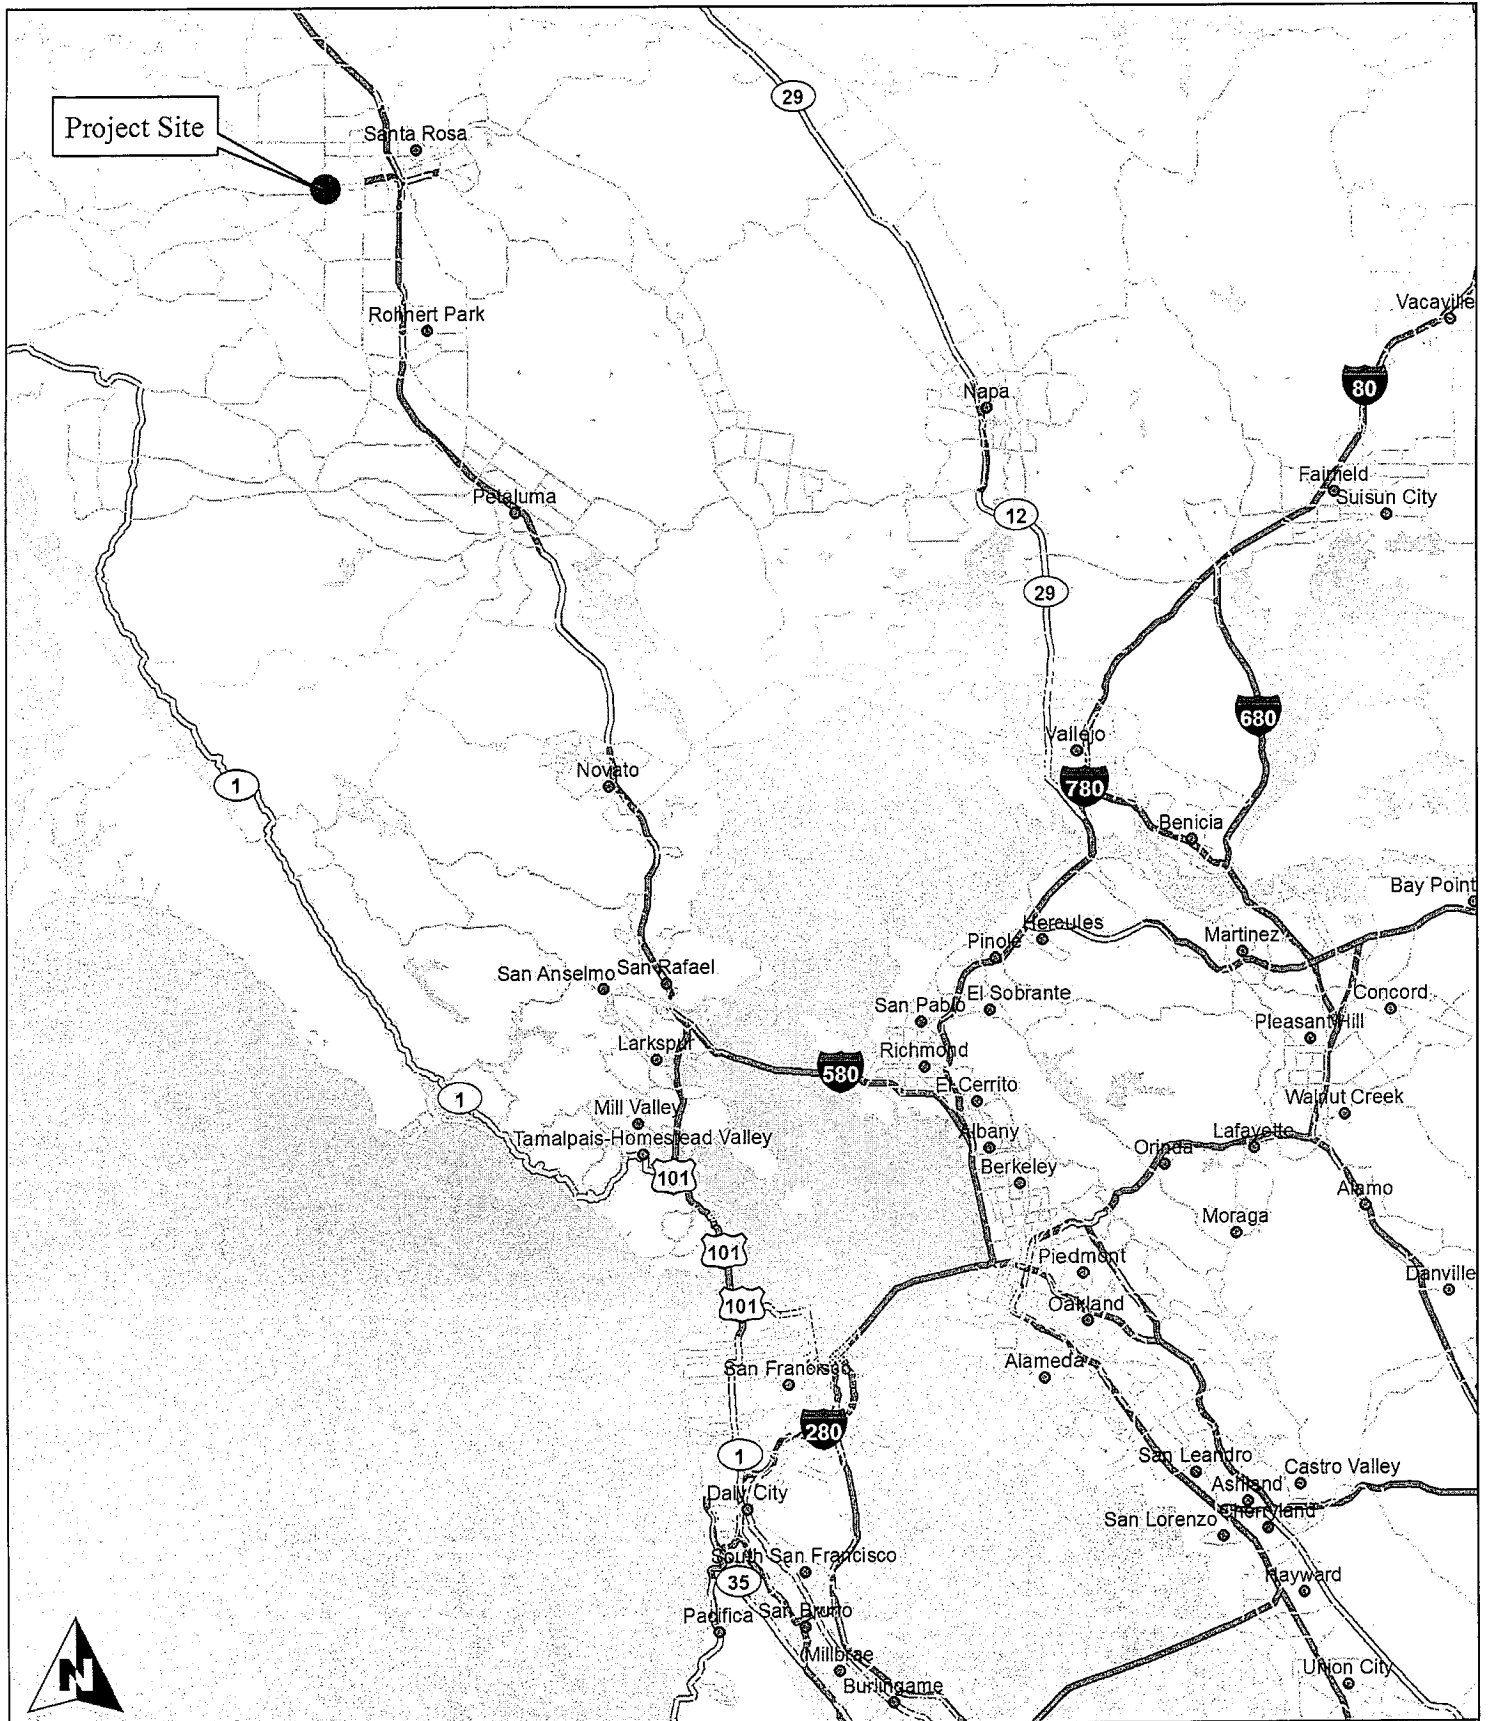 29
Project Site
Santa Rosa
Vacaville
Rohnert Park
80
Napa
Fairfield
Suisun City
Petaluma
12
29
680
Vallejo
Novato
1
780
Benicia
Bay Point
Hercules
Martinez
Pinole
San Anselmo
San Rafael
El Sobrante
Concord
San Pablo
Pleasant Hill
Larkspur
Richmond
580
El Cerrito
1
Walnut Creek
Mill Valley
Tamalpais-Homestead Valley
Albany
Lafayette
Orinda
101
Berkeley
Alamo
Moraga
101
Piedmont
Danville
101
Oakland
San Francisco
Alameda
280
1
San Leandro
Castro Valley
Ashland
Daly City
San Lorenzo
Cherryland
South San Francisco
35
Hayward
Pacifica
San Bruno
Millbrae
Union City
Burlingame
N